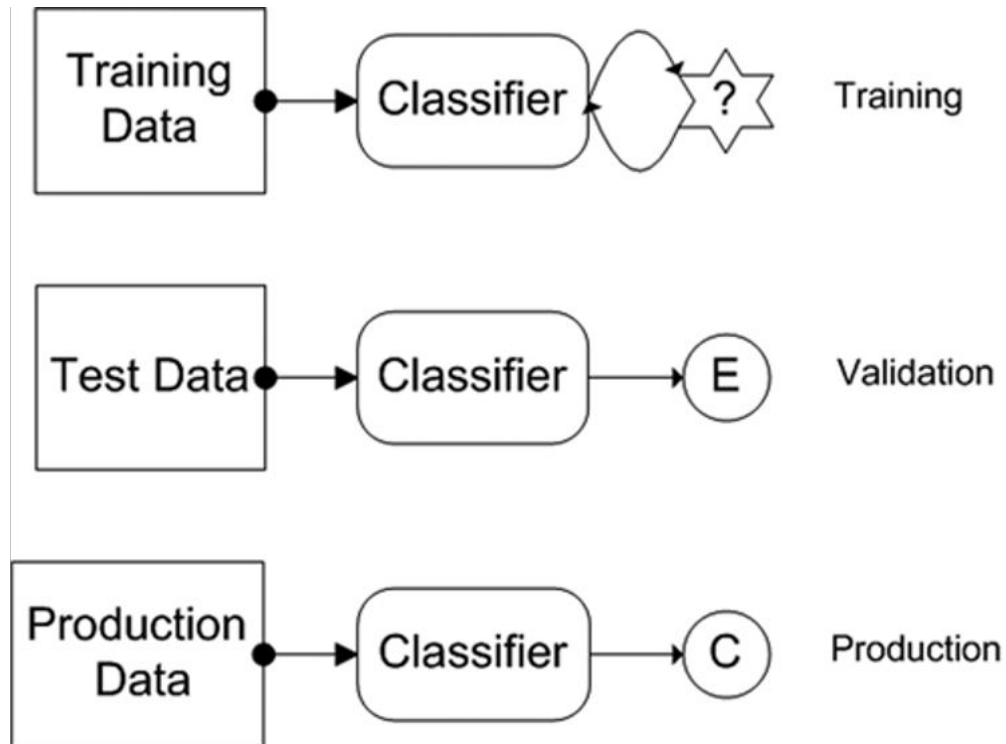 Training
Data
Classifier
?
Training
Test Data
Classifier
E
Validation
Production
Data
Classifier
C
Production